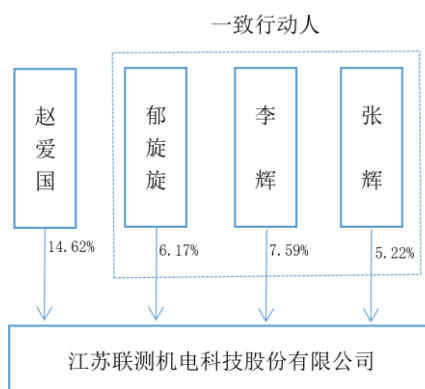 一致行动人
赵爱国
郁旋旋
李辉
张辉
14.62%
6.17%
7.59%
5.22%
江苏联测机电科技股份有限公司